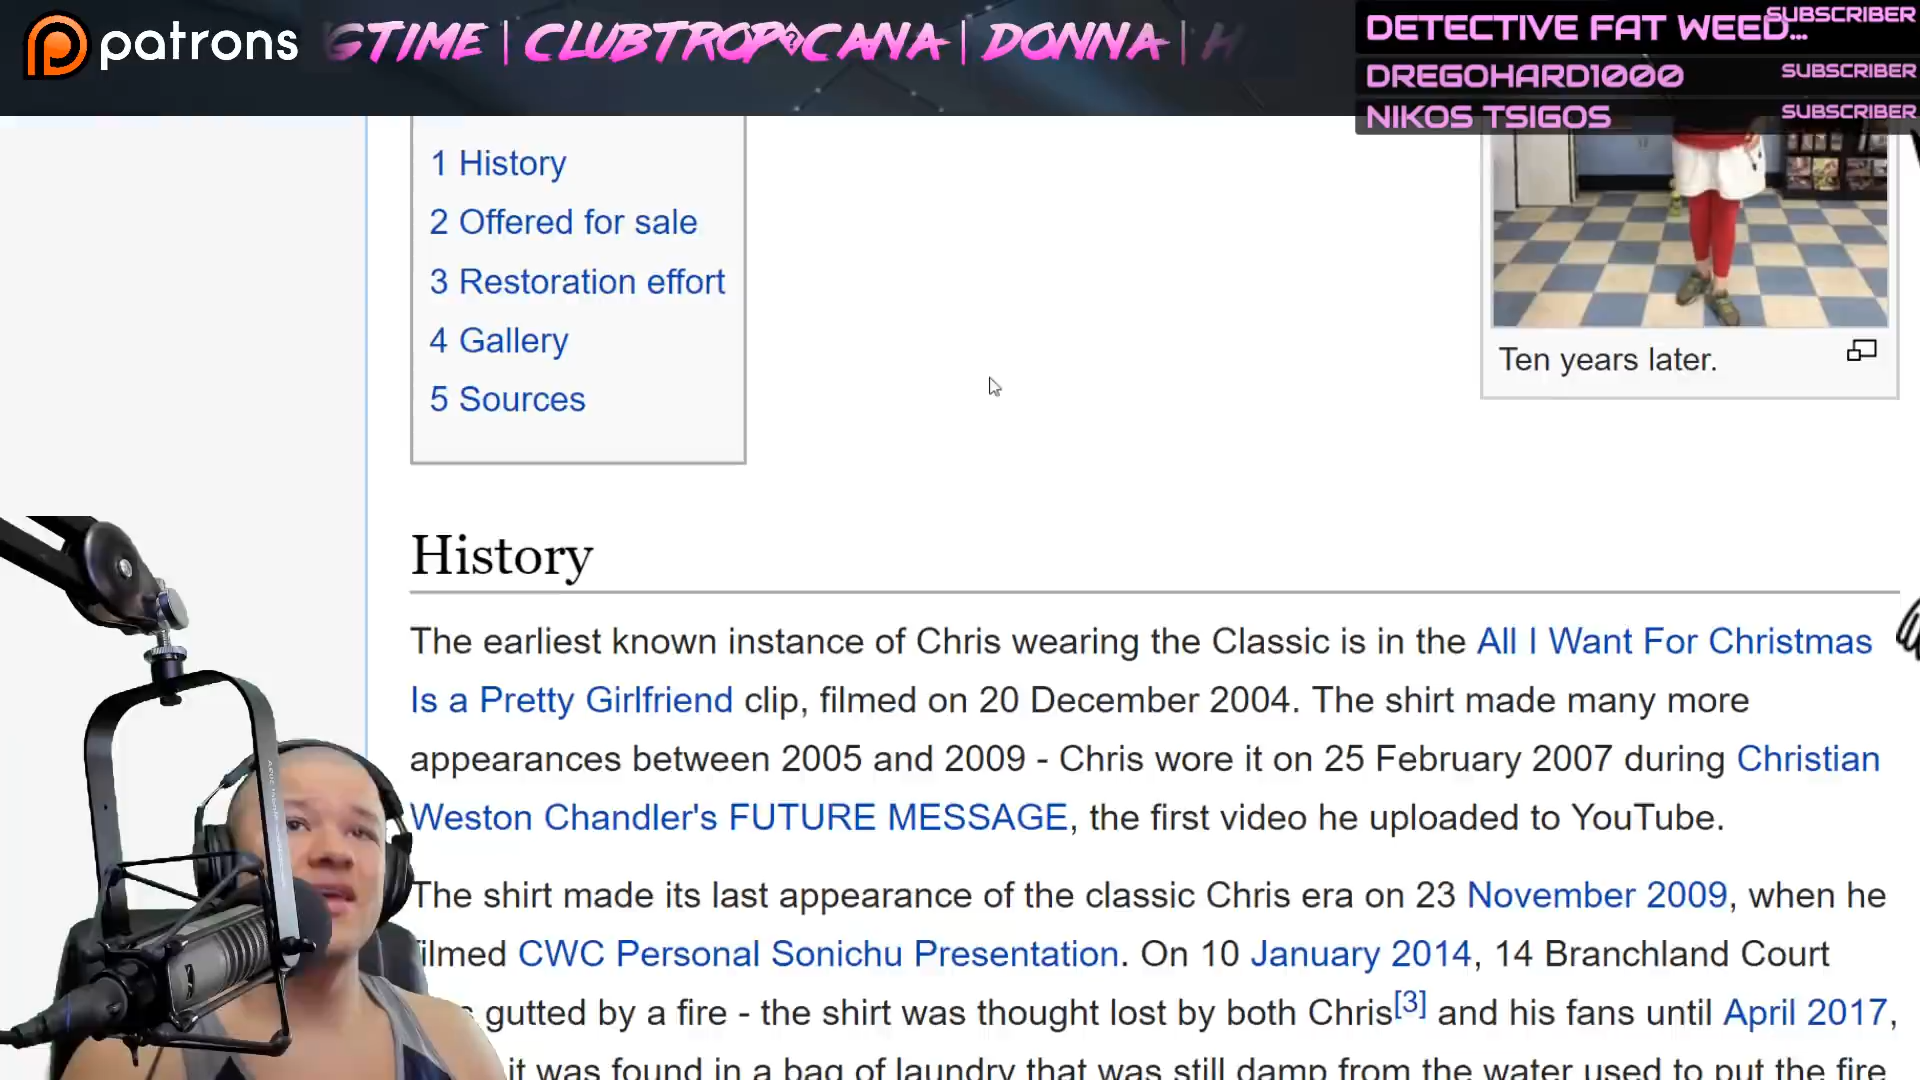 patrons
GTIME | CLUBTROP�CANA | DONNA | H
DETECTIVE FAT WEED... SUBSCRIBER
DREGOHARD1000 SUBSCRIBER
NIKOS TSIGOS SUBSCRIBER
1 History
2 Offered for sale
3 Restoration effort
4 Gallery
5 Sources
Ten years later.
History
The earliest known instance of Chris wearing the Classic is in the All I Want For Christmas
Is a Pretty Girlfriend clip, filmed on 20 December 2004. The shirt made many more
appearances between 2005 and 2009 - Chris wore it on 25 February 2007 during Christian
Weston Chandler's FUTURE MESSAGE, the first video he uploaded to YouTube.
The shirt made its last appearance of the classic Chris era on 23 November 2009, when he
filmed CWC Personal Sonichu Presentation. On 10 January 2014, 14 Branchland Court
gutted by a fire - the shirt was thought lost by both Chris[3] and his fans until April 2017,
it was found in a bag of laundry that was still damp from the water used to put the fire